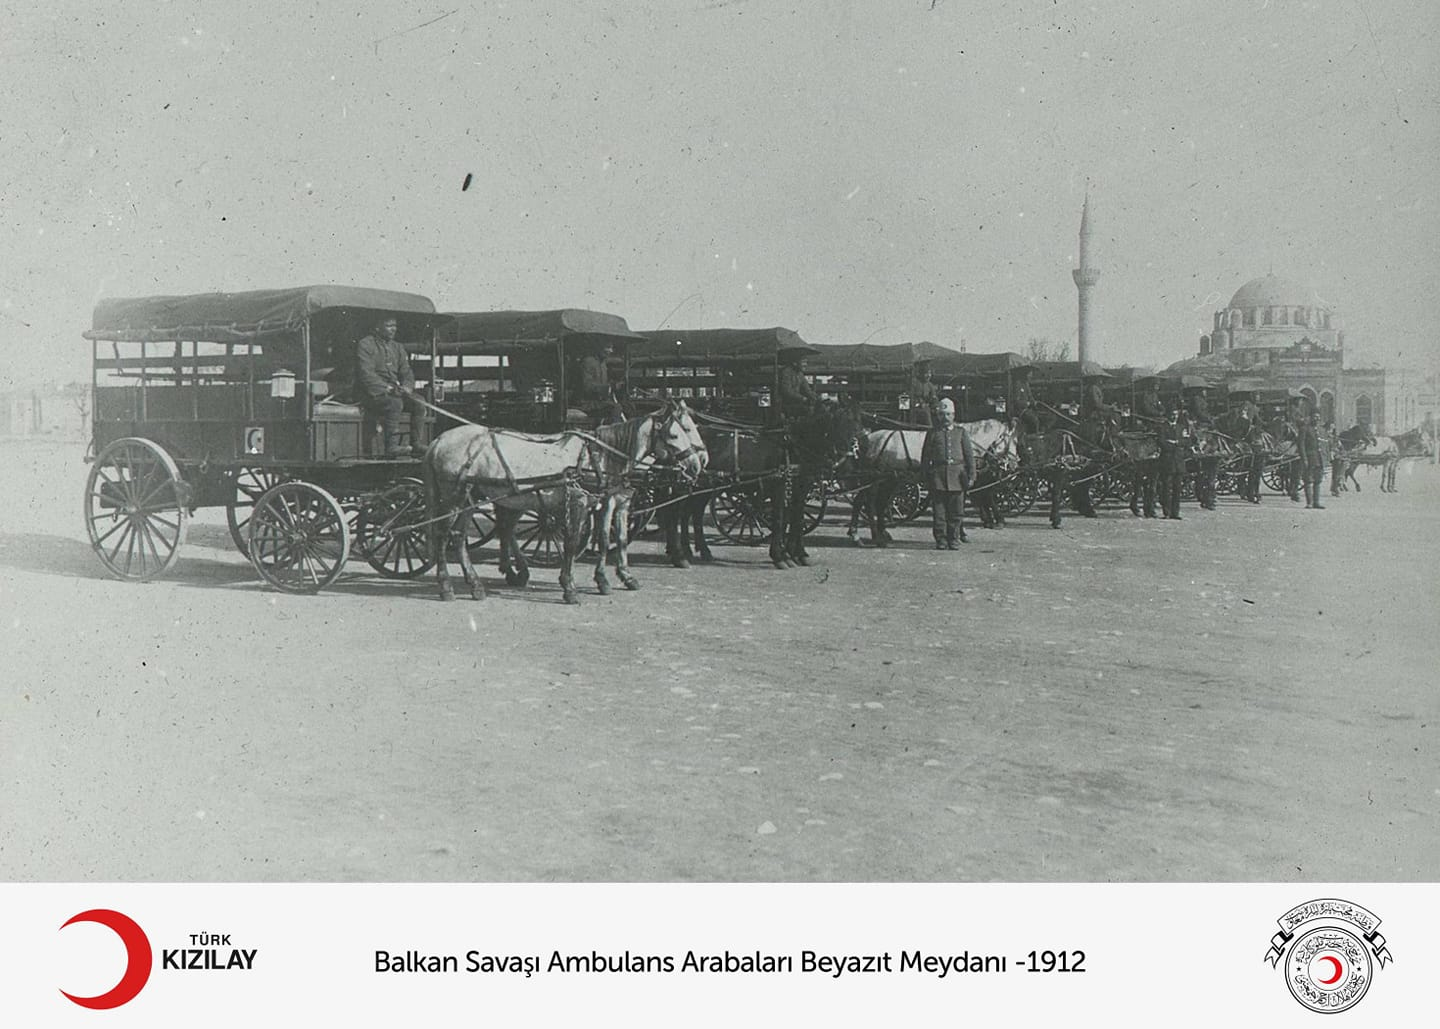 TÜRK
KIZILAY
Balkan Savaşı Ambulans Arabaları Beyazıt Meydanı -1912